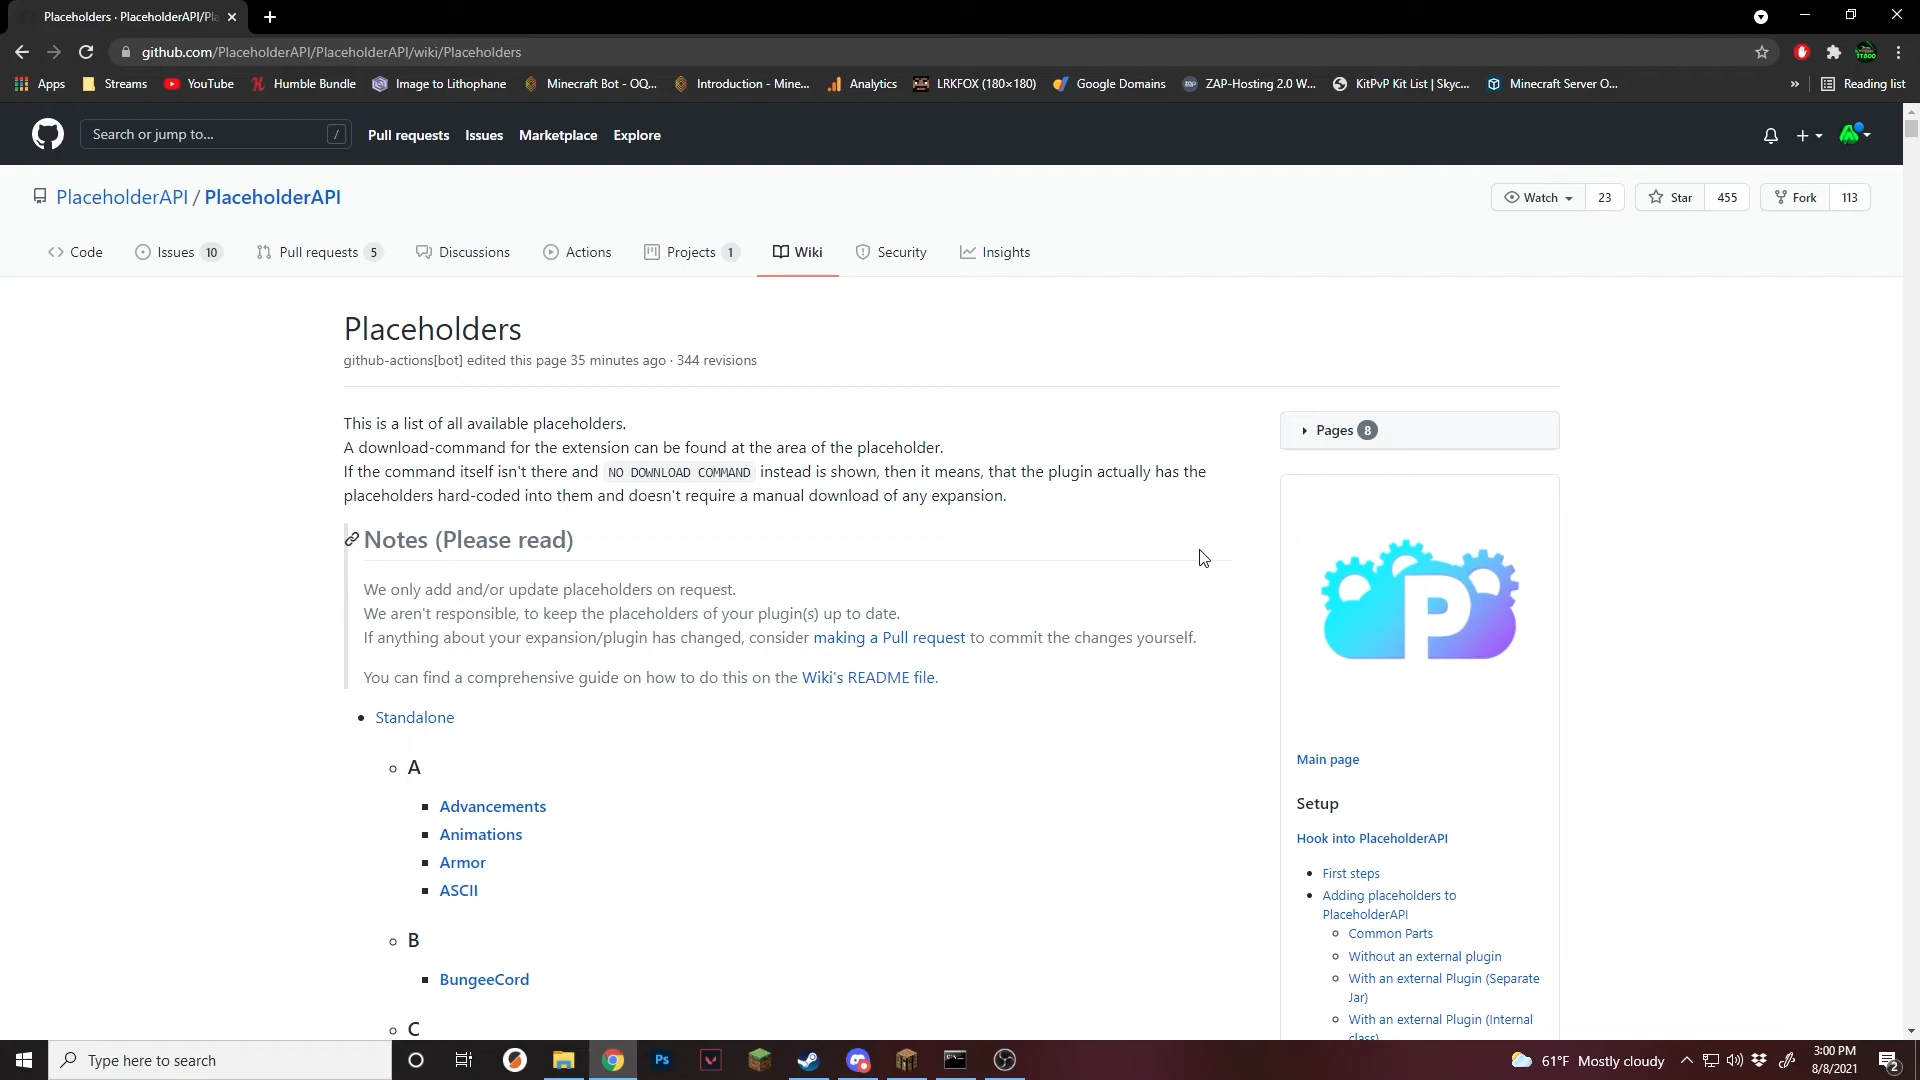 Placeholders · PlaceholderAPI/Pla
github.com/PlaceholderAPI/PlaceholderAPI/wiki/Placeholders
Apps
Streams
YouTube
Humble Bundle
Image to Lithophane
Minecraft Bot - OQ...
Introduction - Mine...
Analytics
LRKFOX (180×180)
Google Domains
ZAP-Hosting 2.0 W...
KitPvP Kit List | Skyc...
Minecraft Server O...
»
Reading list
Search or jump to...
/
Pull requests
Issues
Marketplace
Explore
PlaceholderAPI / PlaceholderAPI
Watch 23
Star 455
Fork 113
Code
Issues 10
Pull requests 5
Discussions
Actions
Projects 1
Wiki
Security
Insights
Placeholders
github-actions[bot] edited this page 35 minutes ago · 344 revisions
This is a list of all available placeholders.
A download-command for the extension can be found at the area of the placeholder.
If the command itself isn't there and NO DOWNLOAD COMMAND instead is shown, then it means, that the plugin actually has the
placeholders hard-coded into them and doesn't require a manual download of any expansion.
Notes (Please read)
We only add and/or update placeholders on request.
We aren't responsible, to keep the placeholders of your plugin(s) up to date.
If anything about your expansion/plugin has changed, consider making a Pull request to commit the changes yourself.
You can find a comprehensive guide on how to do this on the Wiki's README file.
Standalone
A
Advancements
Animations
Armor
ASCII
B
BungeeCord
C
Pages 8
P
Main page
Setup
Hook into PlaceholderAPI
First steps
Adding placeholders to
PlaceholderAPI
Common Parts
Without an external plugin
With an external Plugin (Separate
Jar)
With an external Plugin (Internal
class)
Type here to search
Ps
61°F Mostly cloudy
3:00 PM
8/8/2021
2